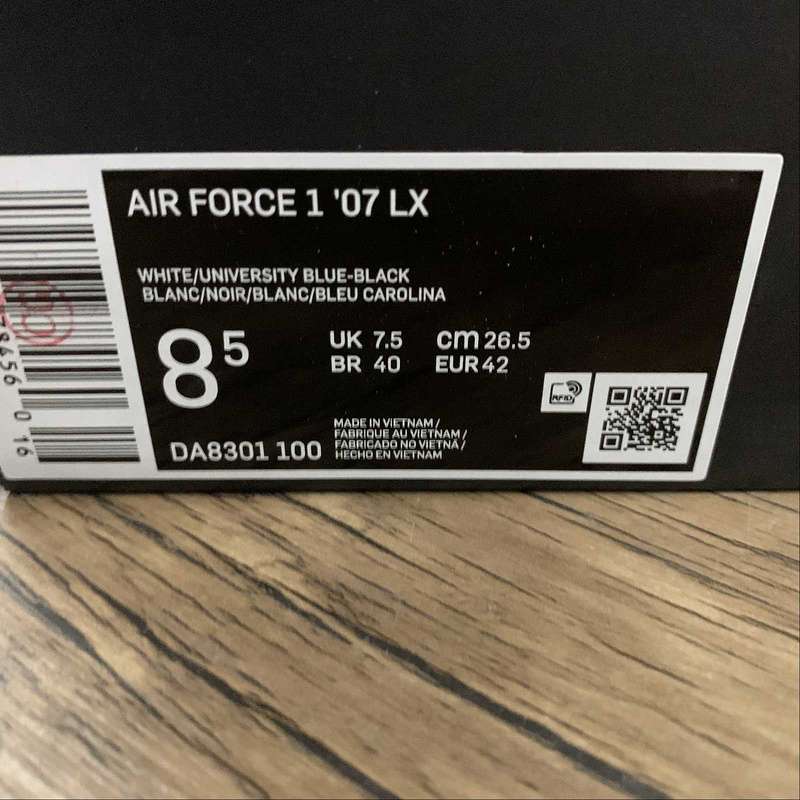 AIR FORCE 1 '07 LX
WHITE/UNIVERSITY BLUE-BLACK
BLANC/NOIR/BLANC/BLEU CAROLINA
8 5
UK 7.5 cm 26.5
BR 40 EUR 42
RFID
DA8301 100
MADE IN VIETNAM /
FABRIQUE AU VIETNAM /
FABRICADO NO VIETNÃ /
HECHO EN VIETNAM